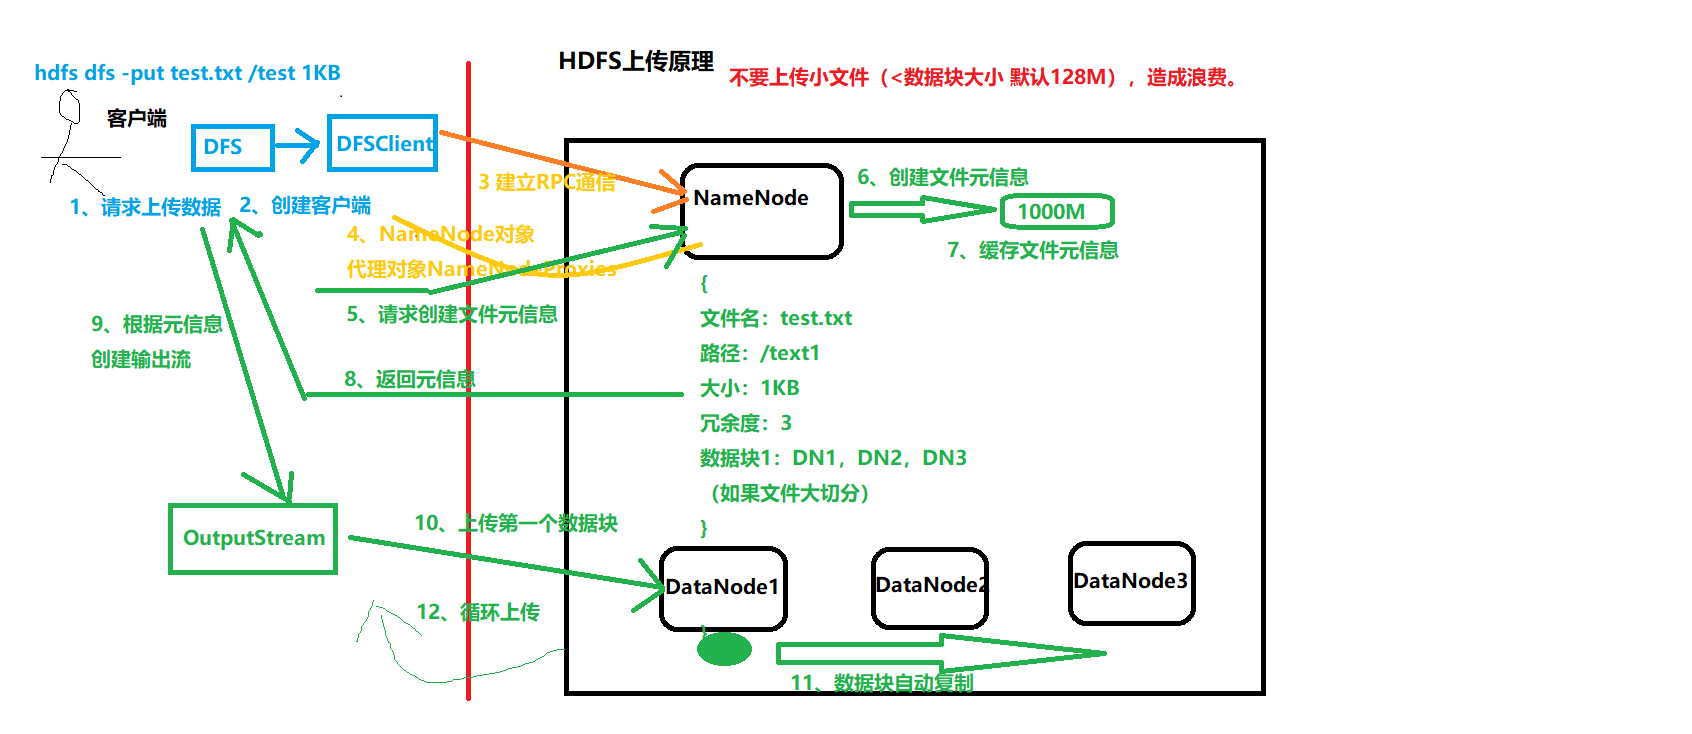 HDFS上传原理
不要上传小文件（<数据块大小 默认128M），造成浪费。
hdfs dfs -put test.txt /test 1KB
客户端
DFS
DFSClient
1、请求上传数据
2、创建客户端
3 建立RPC通信
4、NameNode对象
代理对象NameNodeProxies
5、请求创建文件元信息
NameNode
6、创建文件元信息
1000M
7、缓存文件元信息
{
文件名：test.txt
路径：/text1
大小：1KB
冗余度：3
数据块1：DN1，DN2，DN3
（如果文件大切分）
}
8、返回元信息
9、根据元信息
创建输出流
OutputStream
10、上传第一个数据块
DataNode1
DataNode2
DataNode3
}
11、数据块自动复制
12、循环上传